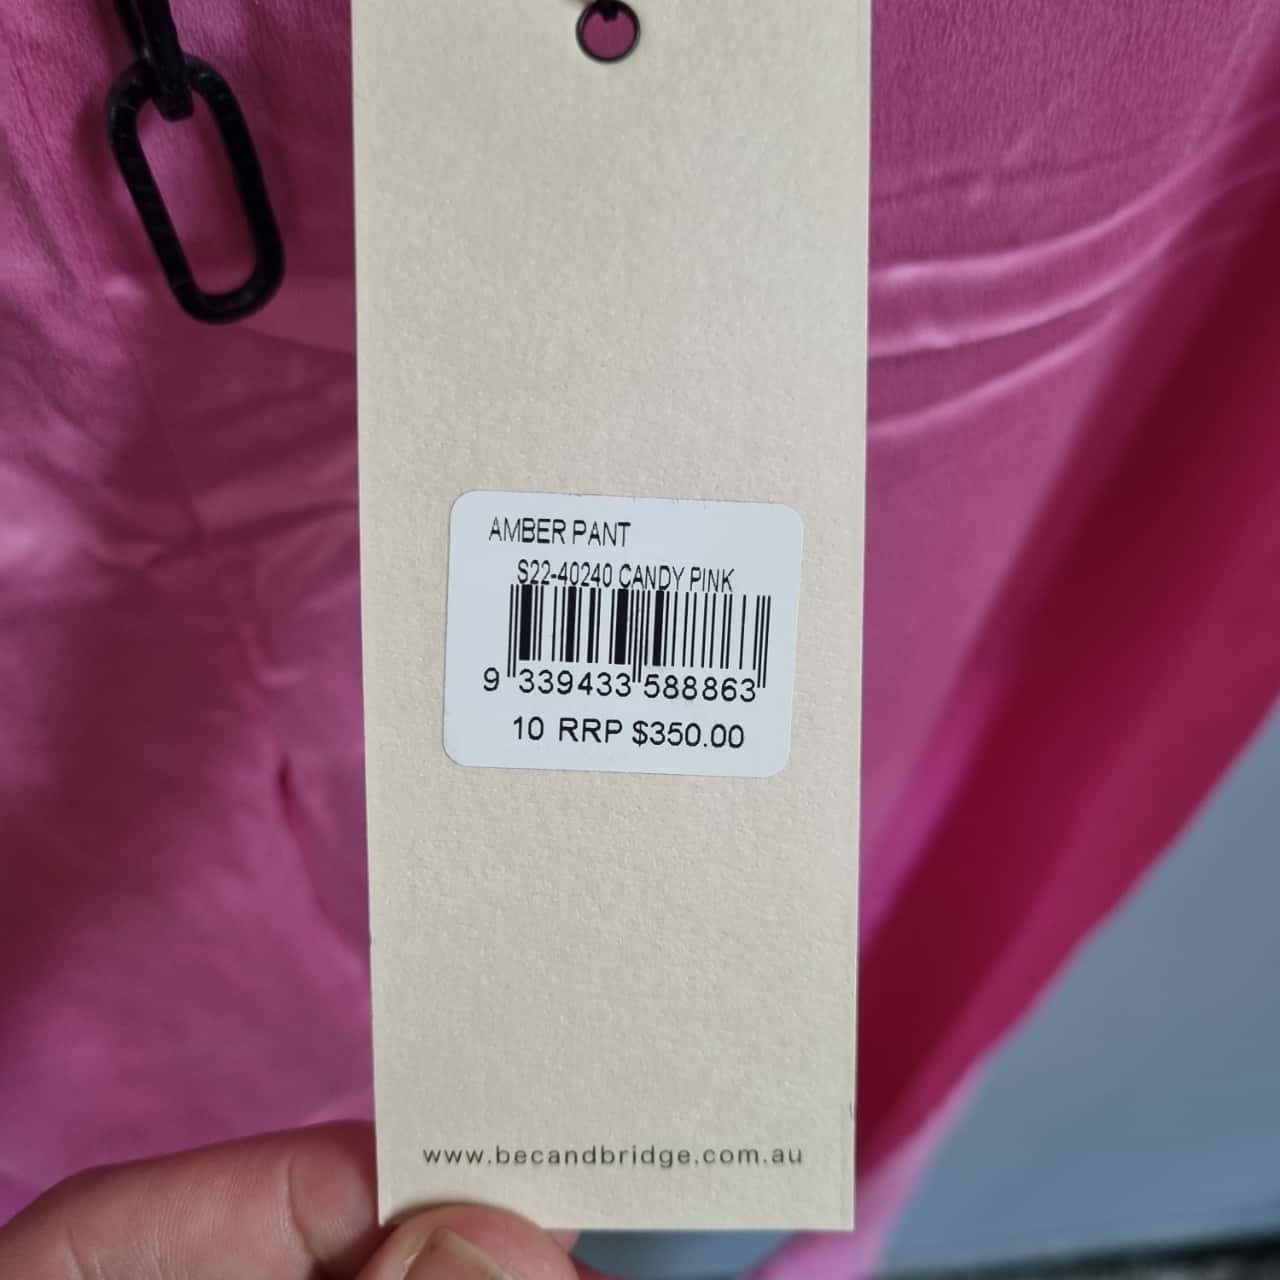 AMBER PANT
S22-40240 CANDY PINK
9 339433 588863
10 RRP $350.00
www.becandbridge.com.au